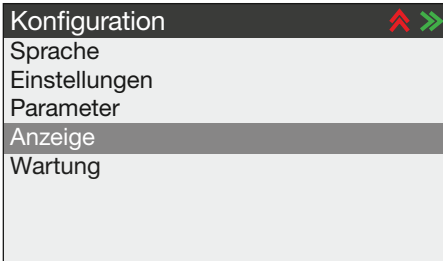 Konfiguration
Sprache
Einstellungen
Parameter
Anzeige
Wartung